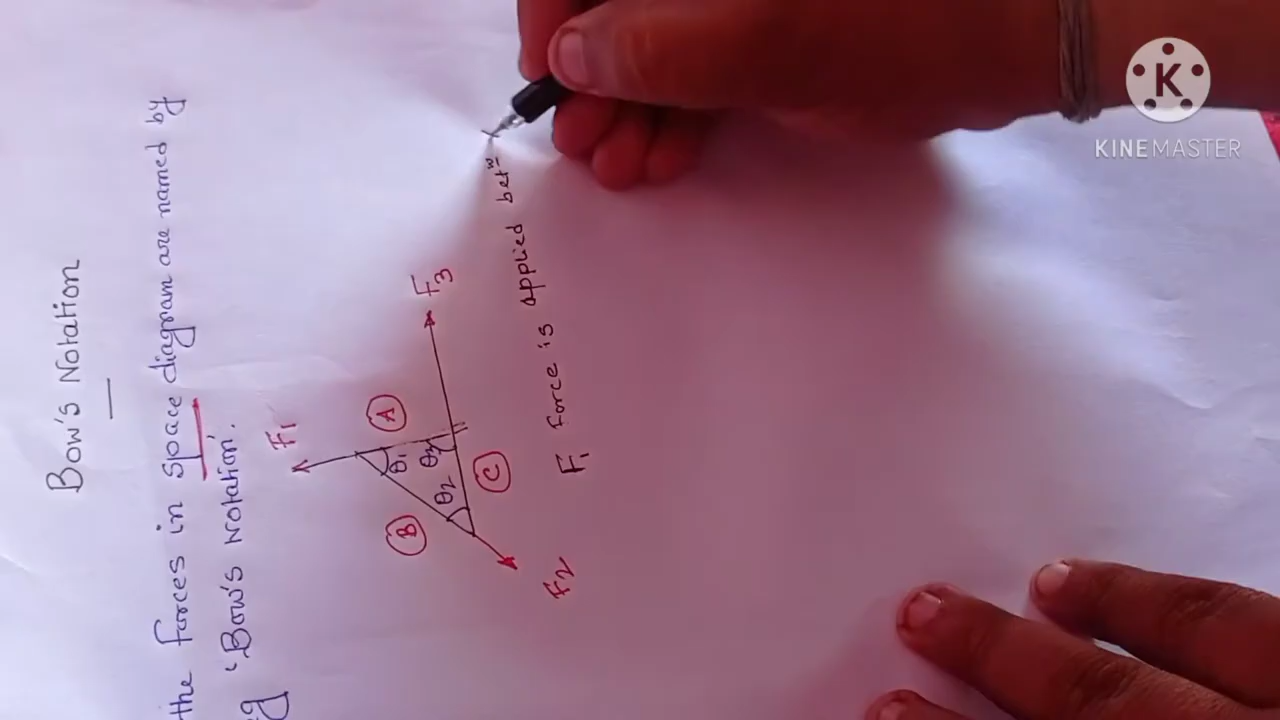 Bow's Notation
the forces in space diagram are named by
'Bow's Notation'.
F1
A
B
C
θ1
θ2
θ3
F2
F3
F1 force is applied betw
K
KINEMASTER